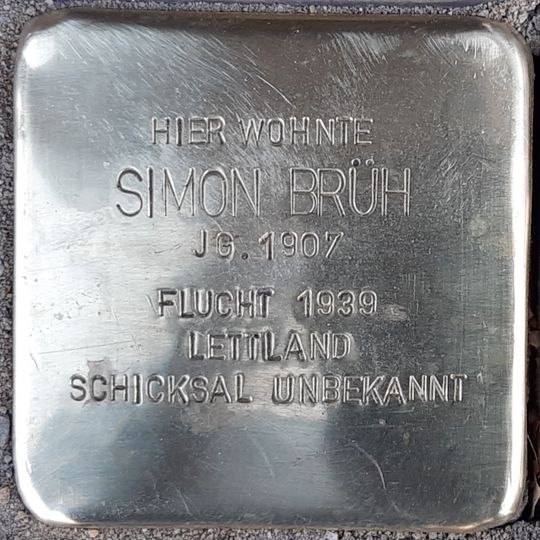 HIER WOHNTE
SIMON BRÜH
JG. 1907
FLUCHT 1939
LETTLAND
SCHICKSAL UNBEKANNT